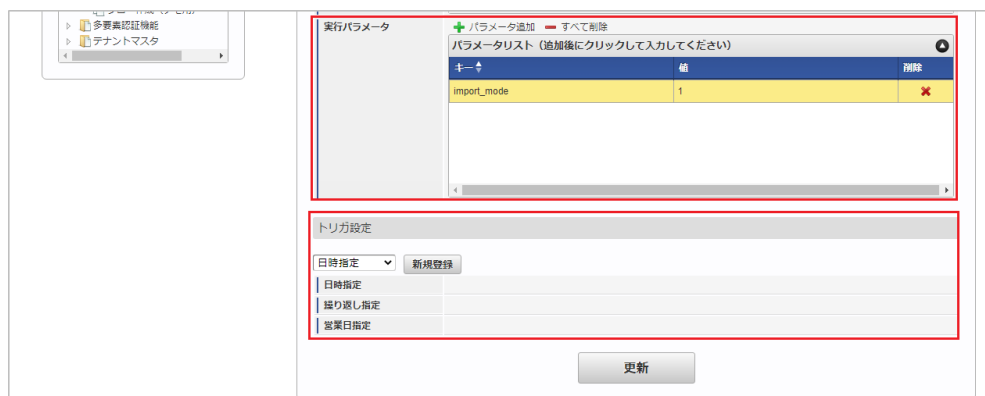 多要素認証機能
テナントマスタ
実行パラメータ
パラメータ追加 すべて削除
パラメータリスト（追加後にクリックして入力してください）
キー 値 削除
import_mode 1
トリガ設定
日時指定 新規登録
日時指定
繰り返し指定
営業日指定
更新